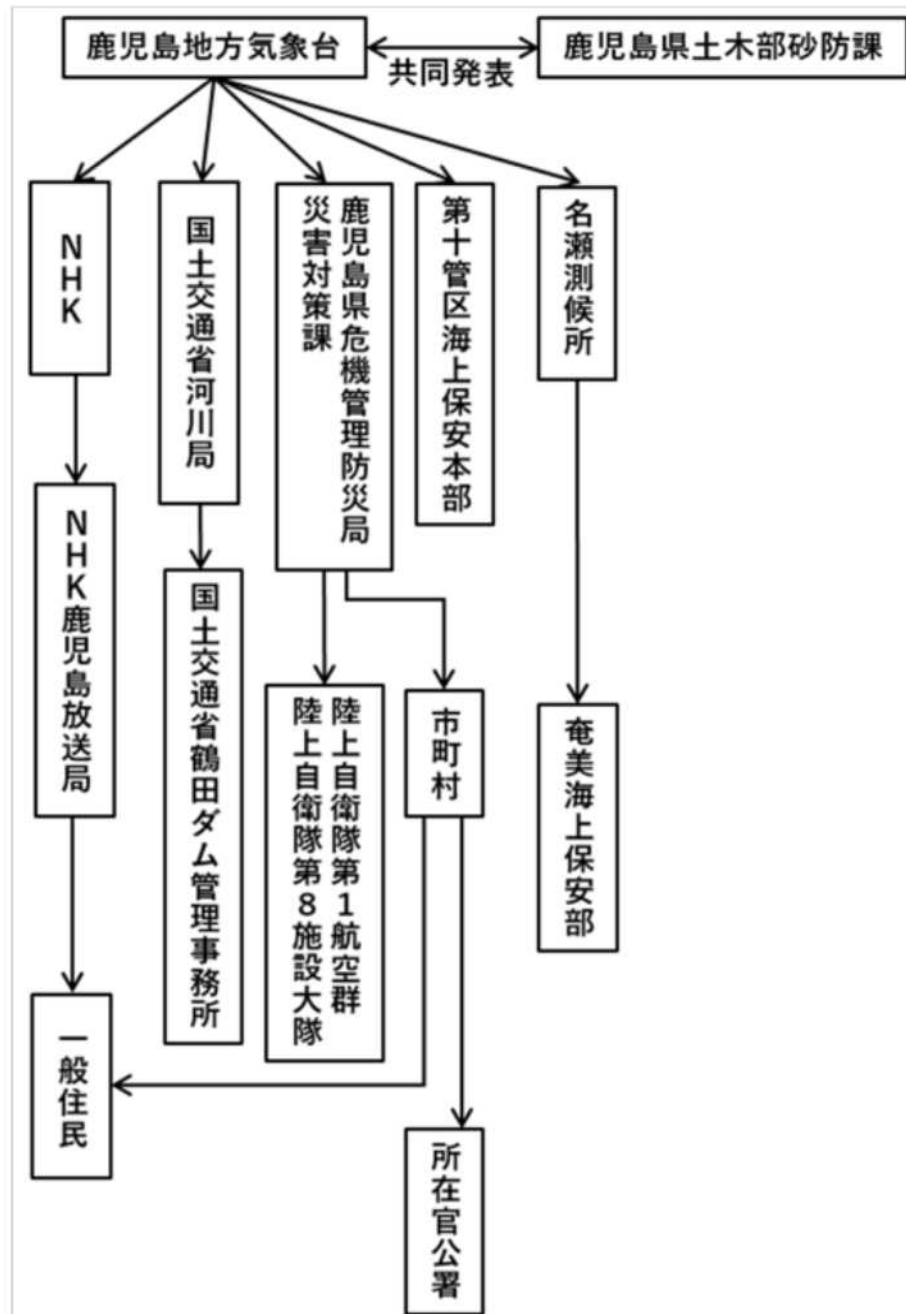 鹿児島地方気象台
鹿児島県土木部砂防課
共同発表
NHK
国土交通省河川局
鹿児島県危機管理防災局
災害対策課
第十管区海上保安本部
名瀬測候所
NHK鹿児島放送局
国土交通省鶴田ダム管理事務所
陸上自衛隊第1航空群
陸上自衛隊第8施設大隊
市町村
奄美海上保安部
一般住民
所在官公署